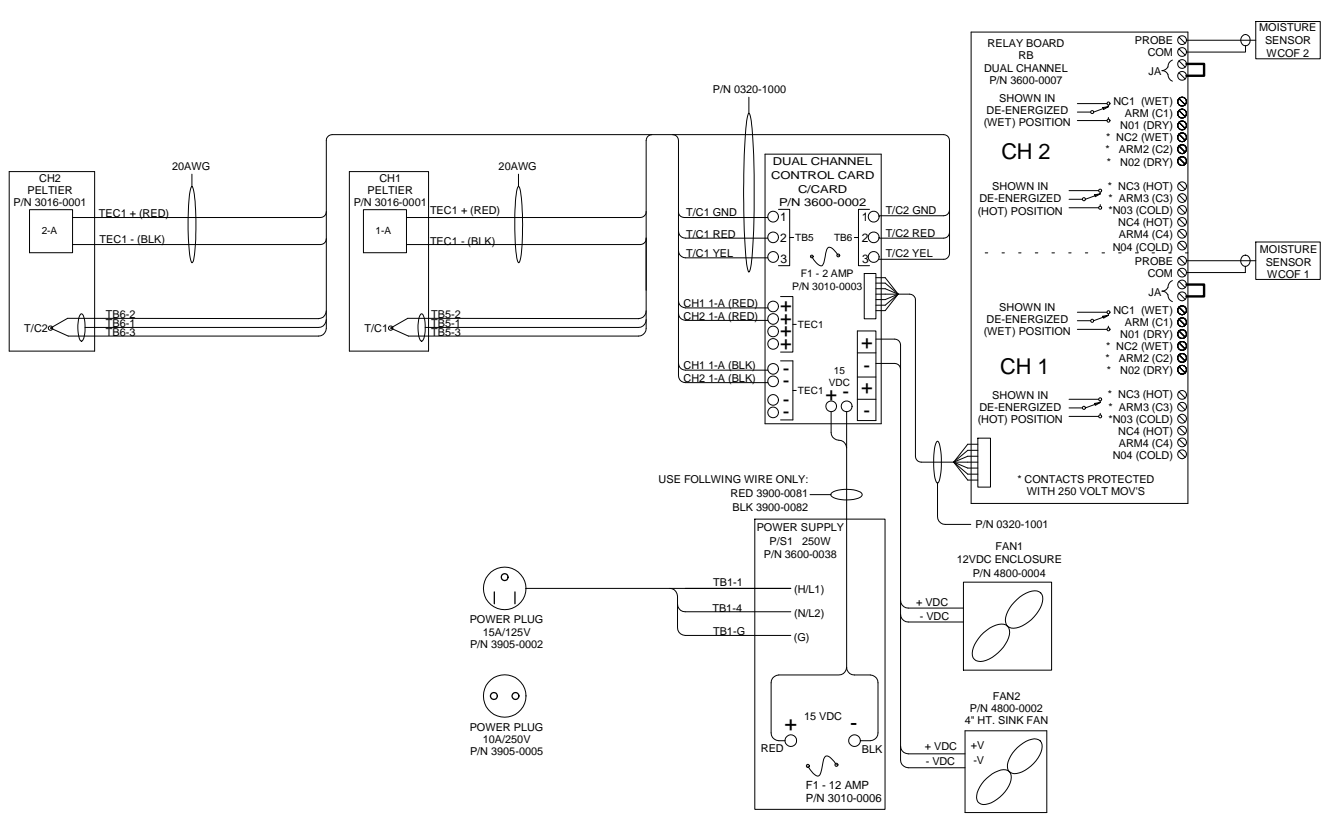 CH2
PELTIER
P/N 3016-0001
2-A
20AWG
TEC1 + (RED)
TEC1 - (BLK)
T/C2
TB6-2
TB6-1
TB6-3
CH1
PELTIER
P/N 3016-0001
1-A
20AWG
TEC1 + (RED)
TEC1 - (BLK)
T/C1
TB5-2
TB5-1
TB5-3
P/N 0320-1000
DUAL CHANNEL
CONTROL CARD
C/CARD
P/N 3600-0002
T/C1 GND
T/C1 RED
T/C1 YEL
1
2
3
TB5
TB6
1
2
3
T/C2 GND
T/C2 RED
T/C2 YEL
F1 - 2 AMP
P/N 3010-0003
CH1 1-A (RED)
CH2 1-A (RED)
+
+
+
+
TEC1
CH1 1-A (BLK)
CH2 1-A (BLK)
-
-
-
-
TEC1
15
VDC
+ -
+
-
+
-
USE FOLLWING WIRE ONLY:
RED 3900-0081
BLK 3900-0082
POWER SUPPLY
P/S1 250W
P/N 3600-0038
TB1-1
(H/L1)
TB1-4
(N/L2)
TB1-G
(G)
POWER PLUG
15A/125V
P/N 3905-0002
POWER PLUG
10A/250V
P/N 3905-0005
+ 15 VDC -
RED
BLK
F1 - 12 AMP
P/N 3010-0006
RELAY BOARD
RB
DUAL CHANNEL
P/N 3600-0007
PROBE
COM
JA
MOISTURE
SENSOR
WCOF 2
SHOWN IN
DE-ENERGIZED
(WET) POSITION
NC1 (WET)
ARM (C1)
N01 (DRY)
* NC2 (WET)
* ARM2 (C2)
* N02 (DRY)
CH 2
SHOWN IN
DE-ENERGIZED
(HOT) POSITION
* NC3 (HOT)
* ARM3 (C3)
*N03 (COLD)
NC4 (HOT)
ARM4 (C4)
N04 (COLD)
PROBE
COM
JA
MOISTURE
SENSOR
WCOF 1
SHOWN IN
DE-ENERGIZED
(WET) POSITION
NC1 (WET)
ARM (C1)
N01 (DRY)
* NC2 (WET)
* ARM2 (C2)
* N02 (DRY)
CH 1
SHOWN IN
DE-ENERGIZED
(HOT) POSITION
* NC3 (HOT)
* ARM3 (C3)
*N03 (COLD)
NC4 (HOT)
ARM4 (C4)
N04 (COLD)
* CONTACTS PROTECTED
WITH 250 VOLT MOV'S
P/N 0320-1001
FAN1
12VDC ENCLOSURE
P/N 4800-0004
+ VDC
- VDC
FAN2
P/N 4800-0002
4" HT. SINK FAN
+ VDC
- VDC
+V
-V